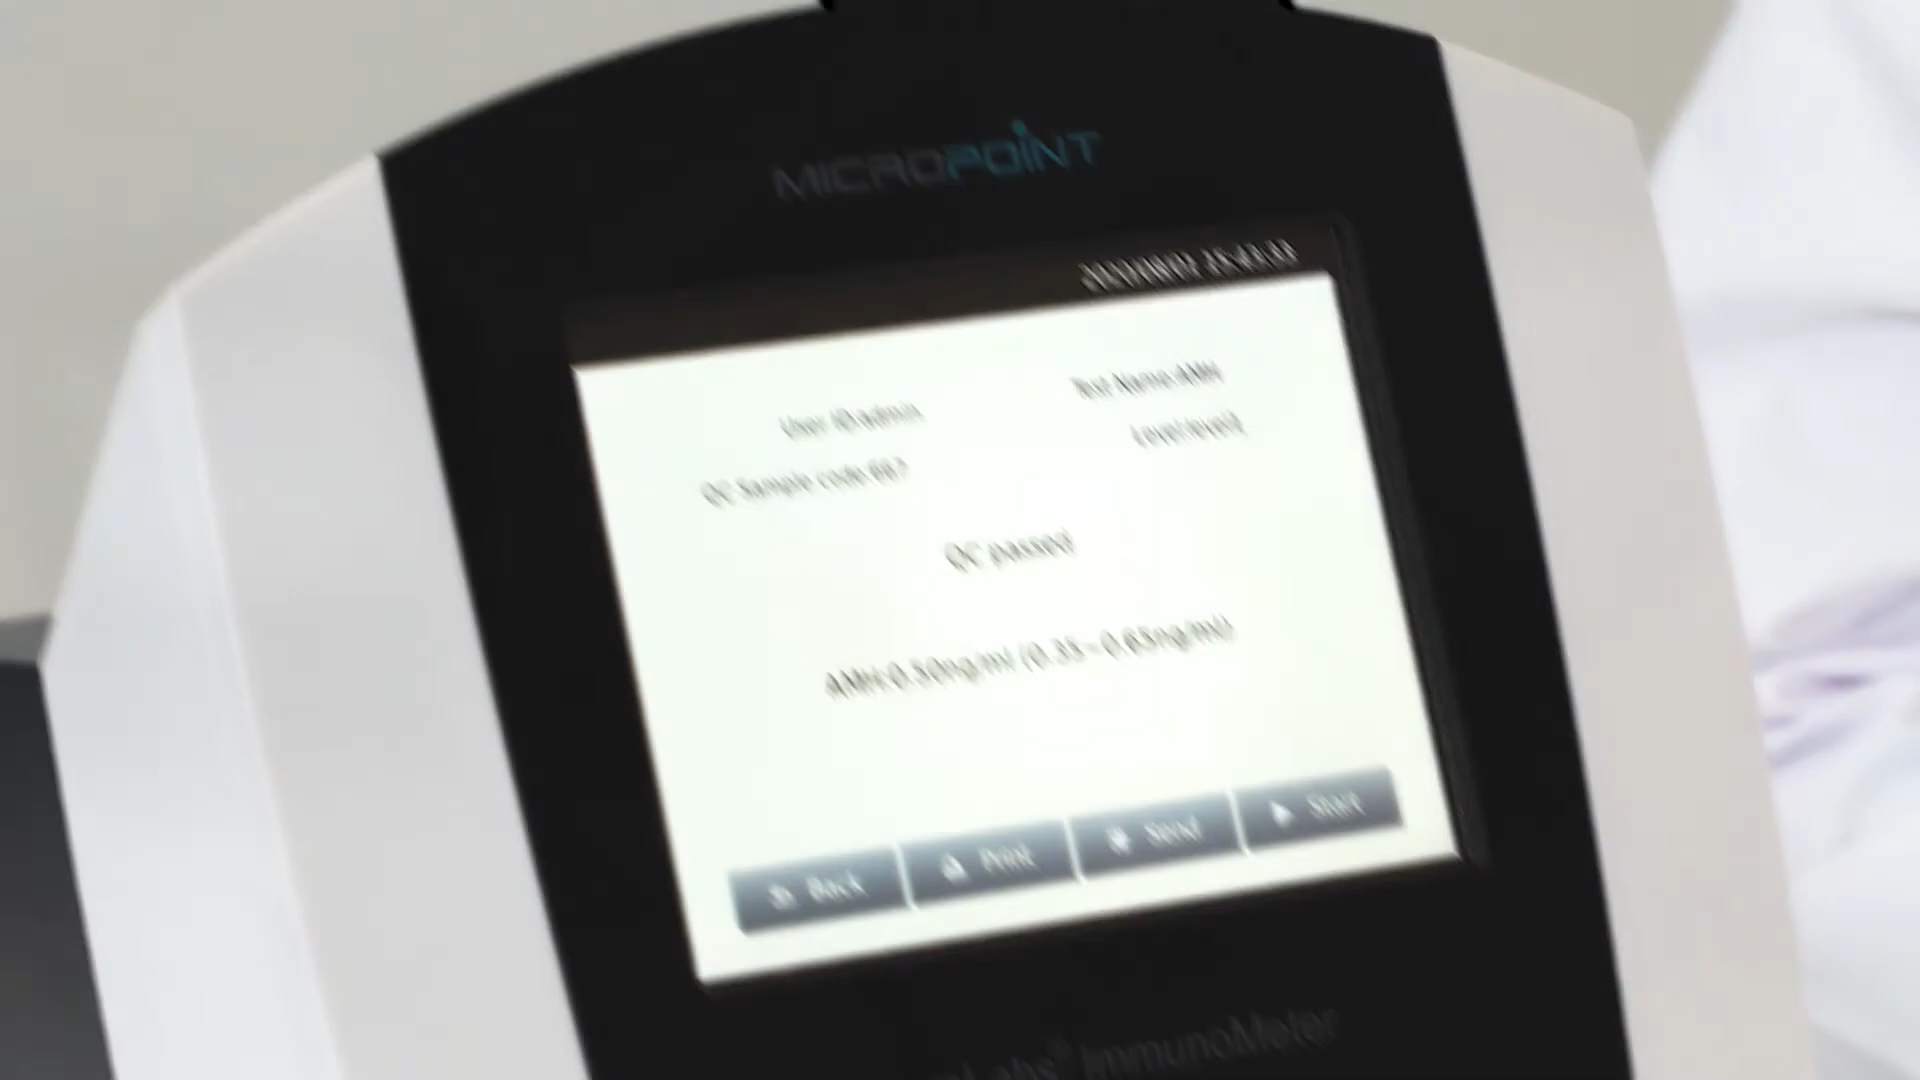 MICROPOINT
User ID:admin
Test Name:AMH
QC Sample code:667
QC passed
AMH:0.50ng/ml (0.35~0.65ng/ml)
Back
Print
Send
Start
Labs® ImmunoMeter